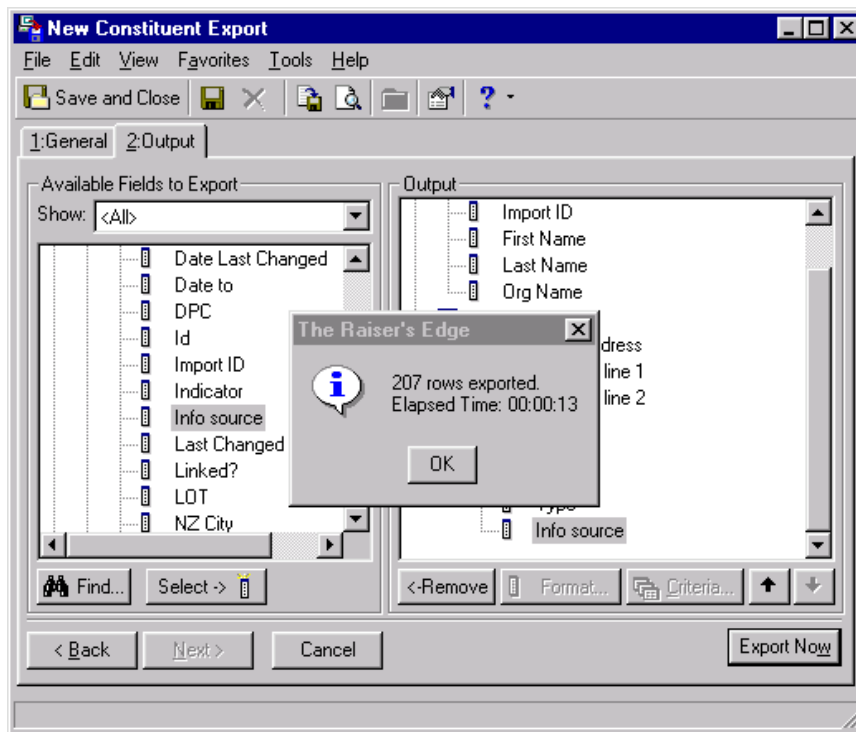 New Constituent Export
File Edit View Favorites Tools Help
Save and Close
1:General 2:Output
Available Fields to Export
Show: <All>
Date Last Changed
Date to
DPC
Id
Import ID
Indicator
Info source
Last Changed
Linked?
LOT
NZ City
Find...
Select ->
Output
Import ID
First Name
Last Name
Org Name
dress
line 1
line 2
Type
Info source
<-Remove
Format...
Criteria...
The Raiser's Edge
207 rows exported.
Elapsed Time: 00:00:13
OK
< Back
Next >
Cancel
Export Now